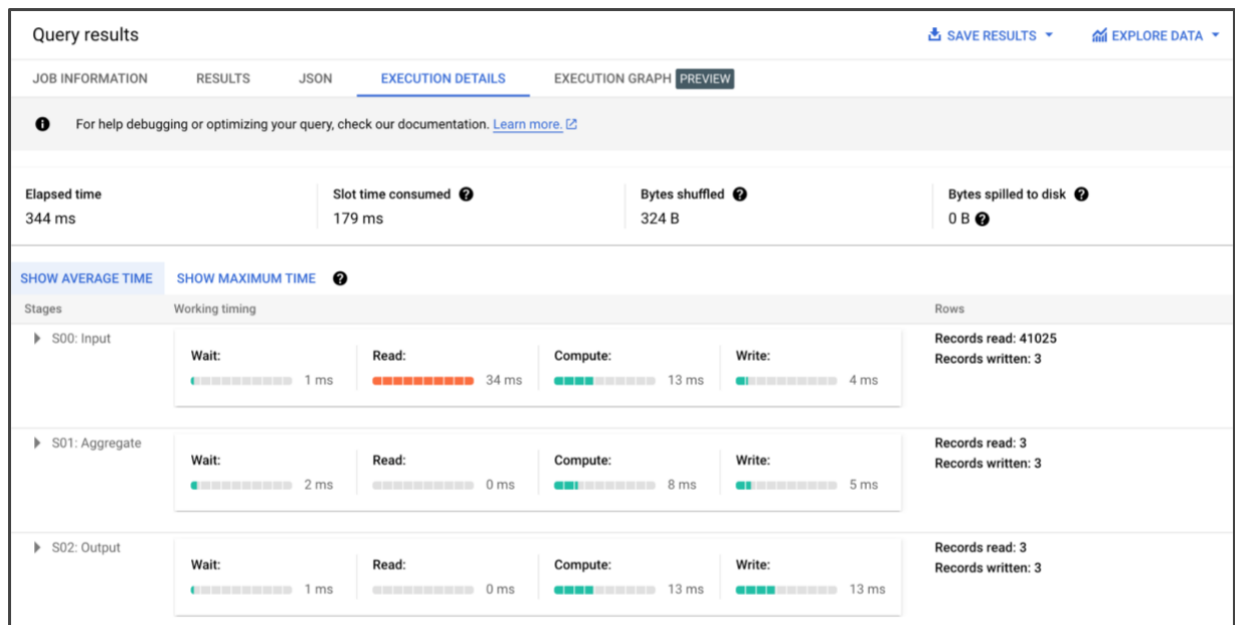 Query results
SAVE RESULTS
EXPLORE DATA
JOB INFORMATION
RESULTS
JSON
EXECUTION DETAILS
EXECUTION GRAPH PREVIEW
For help debugging or optimizing your query, check our documentation. Learn more.
Elapsed time
344 ms
Slot time consumed
179 ms
Bytes shuffled
324 B
Bytes spilled to disk
0 B
SHOW AVERAGE TIME
SHOW MAXIMUM TIME
Stages
Working timing
Rows
S00: Input
Wait:
1 ms
Read:
34 ms
Compute:
13 ms
Write:
4 ms
Records read: 41025
Records written: 3
S01: Aggregate
Wait:
2 ms
Read:
0 ms
Compute:
8 ms
Write:
5 ms
Records read: 3
Records written: 3
S02: Output
Wait:
1 ms
Read:
0 ms
Compute:
13 ms
Write:
13 ms
Records read: 3
Records written: 3